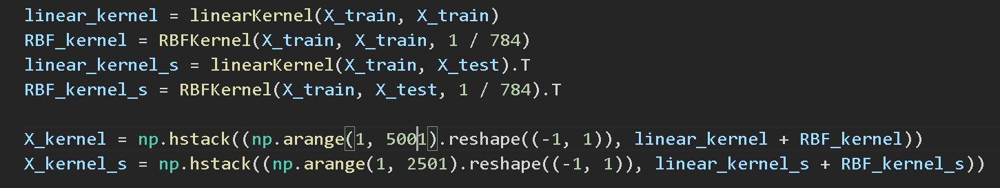 linear_kernel = linearKernel(X_train, X_train)
RBF_kernel = RBFKernel(X_train, X_train, 1 / 784)
linear_kernel_s = linearKernel(X_train, X_test).T
RBF_kernel_s = RBFKernel(X_train, X_test, 1 / 784).T
X_kernel = np.hstack((np.arange(1, 5001).reshape((-1, 1)), linear_kernel + RBF_kernel))
X_kernel_s = np.hstack((np.arange(1, 2501).reshape((-1, 1)), linear_kernel_s + RBF_kernel_s))